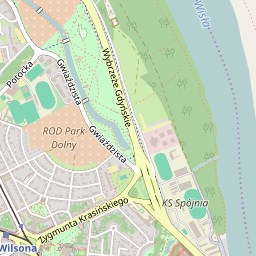 Wisła
Potocka
Gwiaździsta
Wybrzeże Gdyńskie
ROD Park
Dolny
Gwiaździsta
KS Spójnia
Zygmunta Krasińskiego
Wilsona